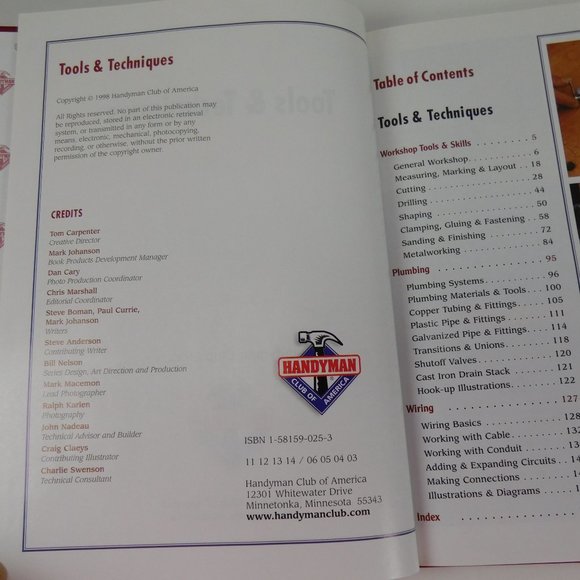 Tools & Techniques
Copyright © 1998 Handyman Club of America
All Rights reserved. No part of this publication may
be reproduced, stored in an electronic retrieval
system, or transmitted in any form or by any
means, electronic, mechanical, photocopying,
recording, or otherwise, without the prior written
permission of the copyright owner.
CREDITS
Tom Carpenter
Creative Director
Mark Johanson
Book Products Development Manager
Dan Cary
Photo Production Coordinator
Chris Marshall
Editorial Coordinator
Steve Boman, Paul Currie,
Mark Johanson
Writers
Steve Anderson
Contributing Writer
Bill Nelson
Series Design, Art Direction and Production
Mark Macemon
Lead Photographer
Ralph Karlen
Photography
John Nadeau
Technical Advisor and Builder
Craig Claeys
Contributing Illustrator
Charlie Swenson
Technical Consultant
HANDYMAN
CLUB OF AMERICA
ISBN 1-58159-025-3
11 12 13 14 / 06 05 04 03
Handyman Club of America
12301 Whitewater Drive
Minnetonka, Minnesota 55343
www.handymanclub.com
Table of Contents
Tools & Techniques
Workshop Tools & Skills . . . . . . . . 5
General Workshop . . . . . . . . . . . . 6
Measuring, Marking & Layout . . 18
Cutting . . . . . . . . . . . . . . . . . . 28
Drilling . . . . . . . . . . . . . . . . . . 44
Shaping . . . . . . . . . . . . . . . . . 50
Clamping, Gluing & Fastening . . 58
Sanding & Finishing . . . . . . . . . 72
Metalworking . . . . . . . . . . . . . 84
Plumbing . . . . . . . . . . . . . . . . 95
Plumbing Systems . . . . . . . . . . 96
Plumbing Materials & Tools . . . . 100
Copper Tubing & Fittings . . . . . . 105
Plastic Pipe & Fittings . . . . . . . . 111
Galvanized Pipe & Fittings . . . . . 114
Transitions & Unions . . . . . . . . 118
Shutoff Valves . . . . . . . . . . . . 120
Cast Iron Drain Stack . . . . . . . . 121
Hook-up Illustrations . . . . . . . . 122
Wiring . . . . . . . . . . . . . . . . . 127
Wiring Basics . . . . . . . . . . . . 128
Working with Cable . . . . . . . . . 132
Working with Conduit
Adding & Expanding Circuits
Making Connections
Illustrations & Diagrams
Index